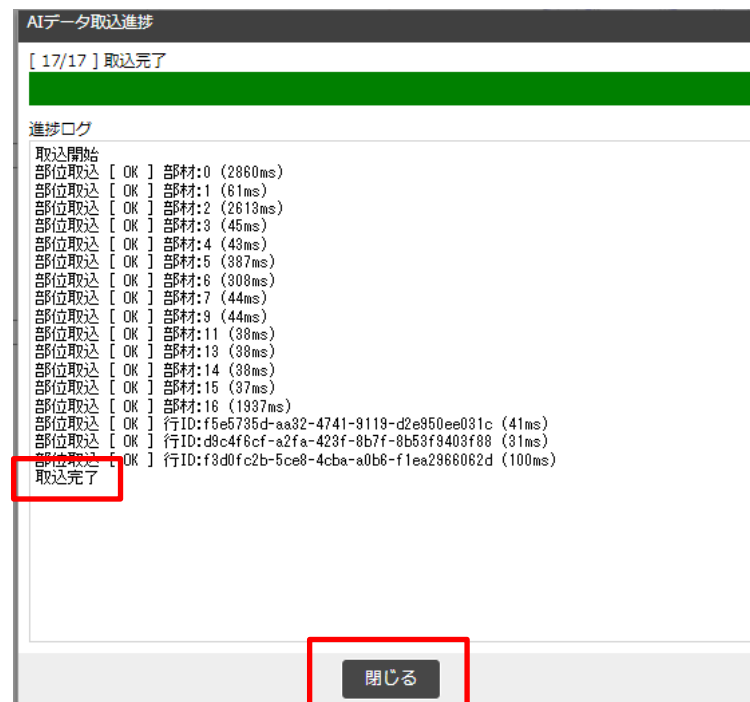 AIデータ取込進捗
[ 17/17 ] 取込完了
進捗ログ
取込開始
部位取込 [ OK ] 部材:0 (2860ms)
部位取込 [ OK ] 部材:1 (61ms)
部位取込 [ OK ] 部材:2 (2613ms)
部位取込 [ OK ] 部材:3 (45ms)
部位取込 [ OK ] 部材:4 (43ms)
部位取込 [ OK ] 部材:5 (387ms)
部位取込 [ OK ] 部材:6 (308ms)
部位取込 [ OK ] 部材:7 (44ms)
部位取込 [ OK ] 部材:9 (44ms)
部位取込 [ OK ] 部材:11 (38ms)
部位取込 [ OK ] 部材:13 (38ms)
部位取込 [ OK ] 部材:14 (38ms)
部位取込 [ OK ] 部材:15 (37ms)
部位取込 [ OK ] 部材:16 (1937ms)
部位取込 [ OK ] 行ID:f5e5735d-aa32-4741-9119-d2e950ee031c (41ms)
部位取込 [ OK ] 行ID:d9c4f6cf-a2fa-423f-8b7f-8b53f9403f88 (31ms)
部位取込 [ OK ] 行ID:f3d0fc2b-5ce8-4cba-a0b6-f1ea2966062d (100ms)
取込完了
閉じる